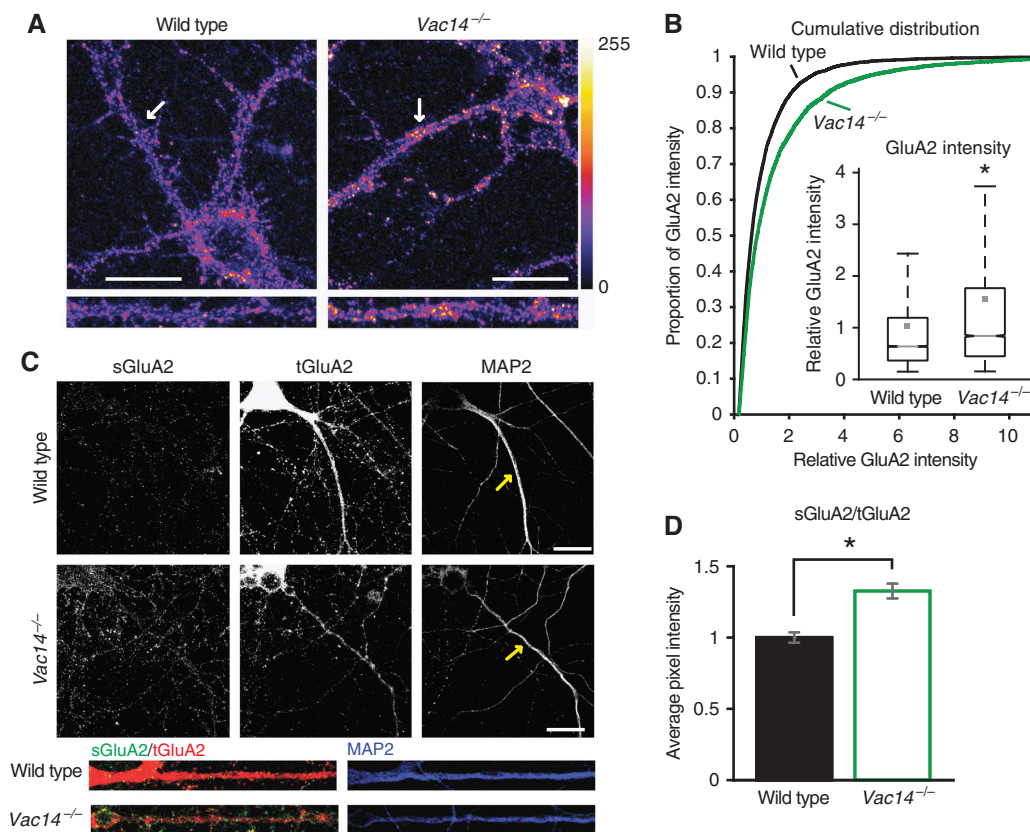 A
Wild type
Vac14⁻/⁻
255
0
B
Cumulative distribution
Wild type
Vac14⁻/⁻
1
0.9
0.8
0.7
0.6
0.5
0.4
0.3
0.2
0.1
0
Proportion of GluA2 intensity
0 2 4 6 8 10
Relative GluA2 intensity
GluA2 intensity
*
4
3
2
1
0
Relative GluA2 intensity
Wild type
Vac14⁻/⁻
C
sGluA2
tGluA2
MAP2
Wild type
Vac14⁻/⁻
sGluA2/tGluA2
MAP2
Wild type
Vac14⁻/⁻
D
sGluA2/tGluA2
*
1.5
1
0.5
0
Average pixel intensity
Wild type
Vac14⁻/⁻